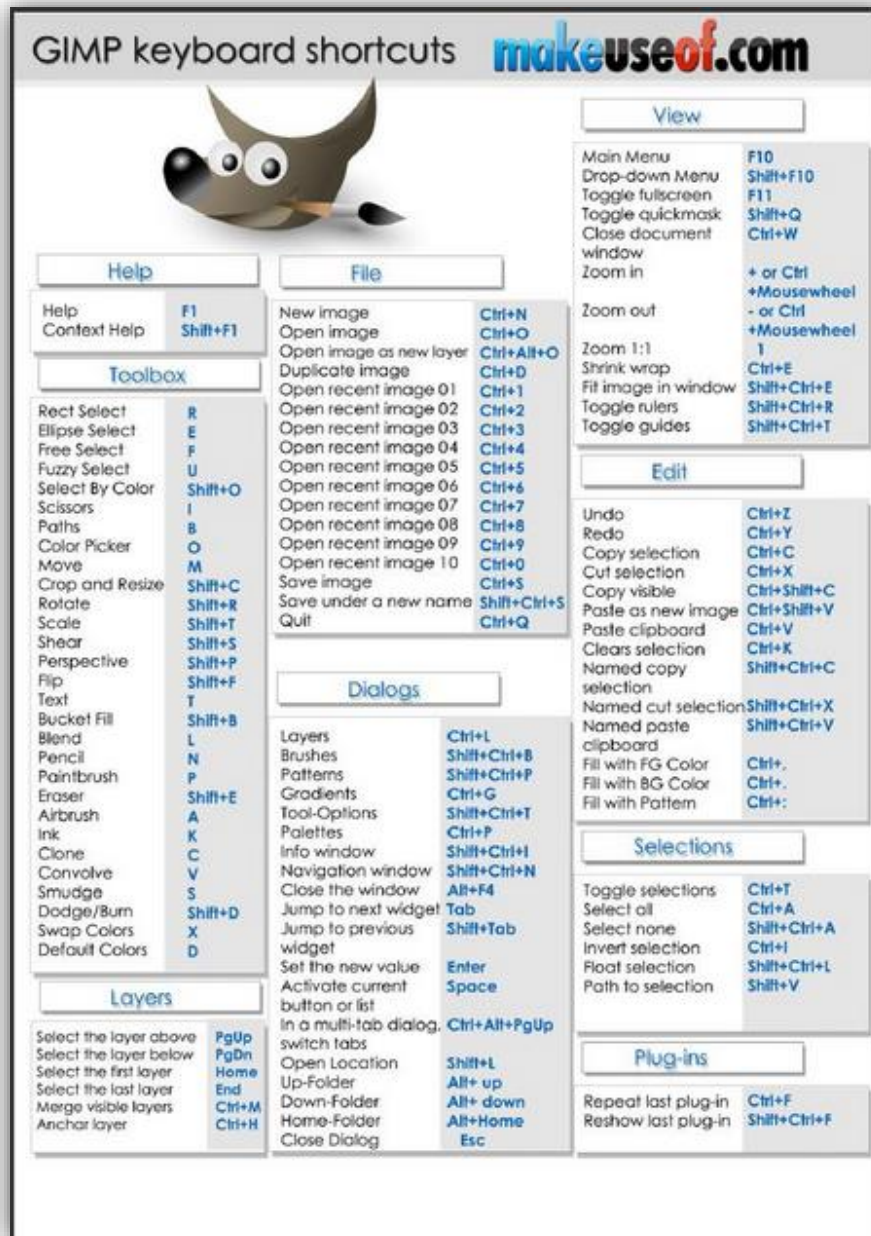 GIMP keyboard shortcuts makeuseof.com
Help
Help F1
Context Help Shift+F1
Toolbox
Rect Select R
Ellipse Select E
Free Select F
Fuzzy Select U
Select By Color Shift+O
Scissors I
Paths B
Color Picker O
Move M
Crop and Resize Shift+C
Rotate Shift+R
Scale Shift+T
Shear Shift+S
Perspective Shift+P
Flip Shift+F
Text T
Bucket Fill Shift+B
Blend L
Pencil N
Paintbrush P
Eraser Shift+E
Airbrush A
Ink K
Clone C
Convolve V
Smudge S
Dodge/Burn Shift+D
Swap Colors X
Default Colors D
Layers
Select the layer above PgUp
Select the layer below PgDn
Select the first layer Home
Select the last layer End
Merge visible layers Ctrl+M
Anchar layer Ctrl+H
File
New image Ctrl+N
Open image Ctrl+O
Open image as new layer Ctrl+Alt+O
Duplicate image Ctrl+D
Open recent image 01 Ctrl+1
Open recent image 02 Ctrl+2
Open recent image 03 Ctrl+3
Open recent image 04 Ctrl+4
Open recent image 05 Ctrl+5
Open recent image 06 Ctrl+6
Open recent image 07 Ctrl+7
Open recent image 08 Ctrl+8
Open recent image 09 Ctrl+9
Open recent image 10 Ctrl+0
Save image Ctrl+S
Save under a new name Shift+Ctrl+S
Quit Ctrl+Q
Dialogs
Layers Ctrl+L
Brushes Shift+Ctrl+B
Patterns Shift+Ctrl+P
Gradients Ctrl+G
Tool-Options Shift+Ctrl+T
Palettes Ctrl+P
Info window Shift+Ctrl+I
Navigation window Shift+Ctrl+N
Close the window Alt+F4
Jump to next widget Tab
Jump to previous Shift+Tab
widget
Set the new value Enter
Activate current Space
button or list
In a multi-tab dialog, Ctrl+Alt+PgUp
switch tabs
Open Location Shift+L
Up-Folder Alt+ up
Down-Folder Alt+ down
Home-Folder Alt+Home
Close Dialog Esc
View
Main Menu F10
Drop-down Menu Shift+F10
Toggle fullscreen F11
Toggle quickmask Shift+Q
Close document Ctrl+W
window
Zoom in + or Ctrl
+Mousewheel
Zoom out - or Ctrl
+Mousewheel
Zoom 1:1 1
Shrink wrap Ctrl+E
Fit image in window Shift+Ctrl+E
Toggle rulers Shift+Ctrl+R
Toggle guides Shift+Ctrl+T
Edit
Undo Ctrl+Z
Redo Ctrl+Y
Copy selection Ctrl+C
Cut selection Ctrl+X
Copy visible Ctrl+Shift+C
Paste as new image Ctrl+Shift+V
Paste clipboard Ctrl+V
Clears selection Ctrl+K
Named copy Shift+Ctrl+C
selection
Named cut selection Shift+Ctrl+X
Named paste Shift+Ctrl+V
clipboard
Fill with FG Color Ctrl+,
Fill with BG Color Ctrl+.
Fill with Pattern Ctrl+:
Selections
Toggle selections Ctrl+T
Select all Ctrl+A
Select none Shift+Ctrl+A
Invert selection Ctrl+I
Float selection Shift+Ctrl+L
Path to selection Shift+V
Plug-ins
Repeat last plug-in Ctrl+F
Reshow last plug-in Shift+Ctrl+F